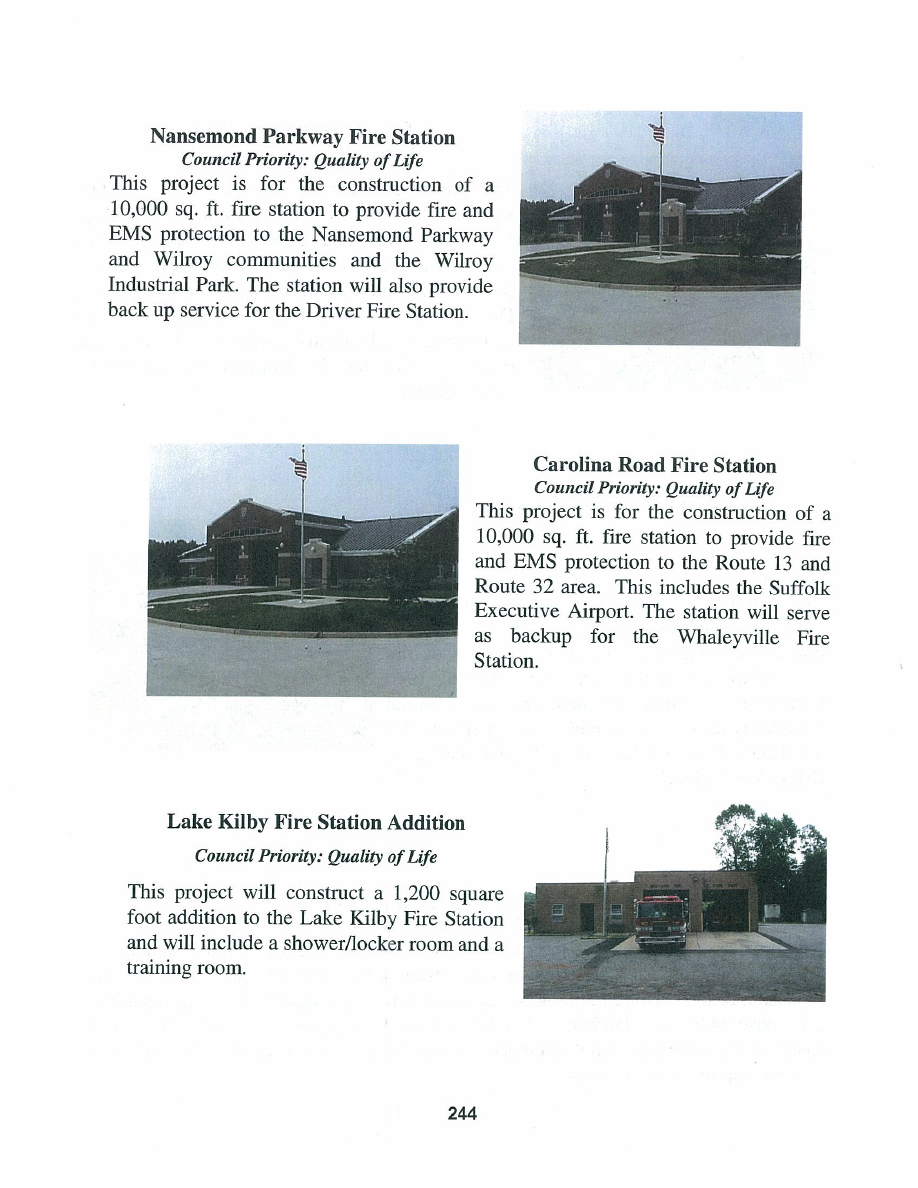 Nansemond Parkway Fire Station
Council Priority: Quality of Life
This project is for the construction of a
10,000 sq. ft. fire station to provide fire and
EMS protection to the Nansemond Parkway
and Wilroy communities and the Wilroy
Industrial Park. The station will also provide
back up service for the Driver Fire Station.
Carolina Road Fire Station
Council Priority: Quality of Life
This project is for the construction of a
10,000 sq. ft. fire station to provide fire
and EMS protection to the Route 13 and
Route 32 area. This includes the Suffolk
Executive Airport. The station will serve
as backup for the Whaleyville Fire
Station.
Lake Kilby Fire Station Addition
Council Priority: Quality of Life
This project will construct a 1,200 square
foot addition to the Lake Kilby Fire Station
and will include a shower/locker room and a
training room.
244